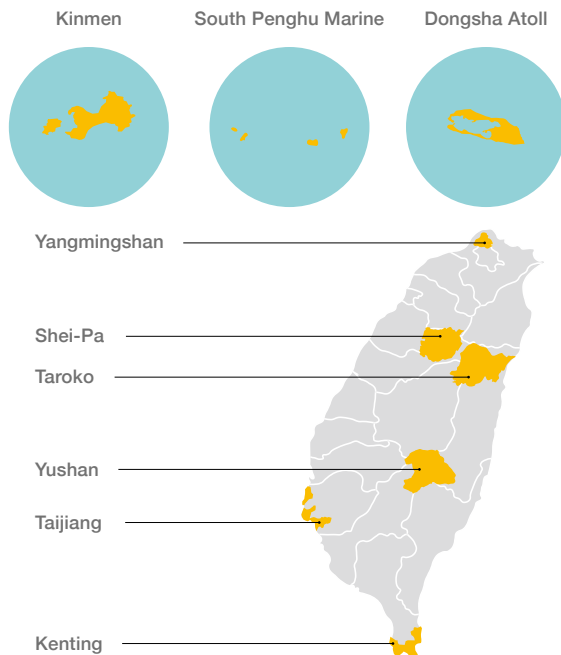 Kinmen
South Penghu Marine
Dongsha Atoll
Yangmingshan
Shei-Pa
Taroko
Yushan
Taijiang
Kenting